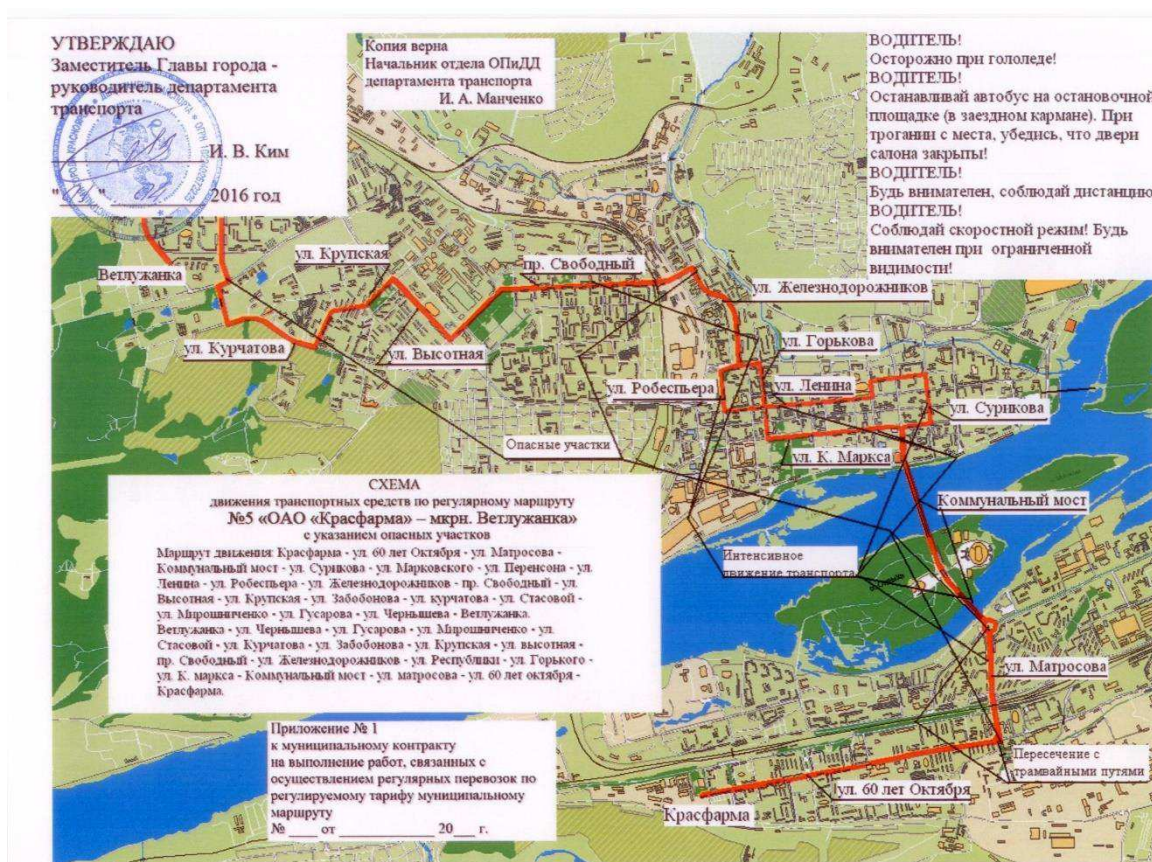 УТВЕРЖДАЮ
Заместитель Главы города -
руководитель департамента
транспорта
И. В. Ким
"____" __________ 2016 год
Копия верна
Начальник отдела ОПиДД
департамента транспорта
И. А. Манченко
ВОДИТЕЛЬ!
Осторожно при гололеде!
ВОДИТЕЛЬ!
Останавливай автобус на остановочной
площадке (в заездном кармане). При
трогании с места, убедись, что двери
салона закрыты!
ВОДИТЕЛЬ!
Будь внимателен, соблюдай дистанцию
ВОДИТЕЛЬ!
Соблюдай скоростной режим! Будь
внимателен при ограниченной
видимости!
Ветлужанка
ул. Крупская
пр. Свободный
ул. Железнодорожников
ул. Курчатова
ул. Высотная
ул. Горькова
ул. Робеспьера
ул. Ленина
ул. Сурикова
Опасные участки
ул. К. Маркса
Коммунальный мост
СХЕМА
движения транспортных средств по регулярному маршруту
№5 «ОАО «Красфарма» – мкрн. Ветлужанка»
с указанием опасных участков
Маршрут движения: Красфарма - ул. 60 лет Октября - ул. Матросова -
Коммунальный мост - ул. Сурикова - ул. Марковского - ул. Перенсона - ул.
Ленина - ул. Робеспьера - ул. Железнодорожников - пр. Свободный - ул.
Высотная - ул. Крупская - ул. Забобонова - ул. курчатова - ул. Стасовой -
ул. Мирошниченко - ул. Гусарова - ул. Чернышева - Ветлужанка.
Ветлужанка - ул. Чернышева - ул. Гусарова - ул. Мирошниченко - ул.
Стасовой - ул. Курчатова - ул. Забобонова - ул. Крупская - ул. высотная -
пр. Свободный - ул. Железнодорожников - ул. Республики - ул. Горького -
ул. К. маркса - Коммунальный мост - ул. матросова - ул. 60 лет октября -
Красфарма.
Интенсивное
движение транспорта
ул. Матросова
Приложение № 1
к муниципальному контракту
на выполнение работ, связанных с
осуществлением регулярных перевозок по
регулируемому тарифу муниципальному
маршруту
№ ____ от ____________ 20___ г.
Пересечение с
трамвайными путями
ул. 60 лет Октября
Красфарма